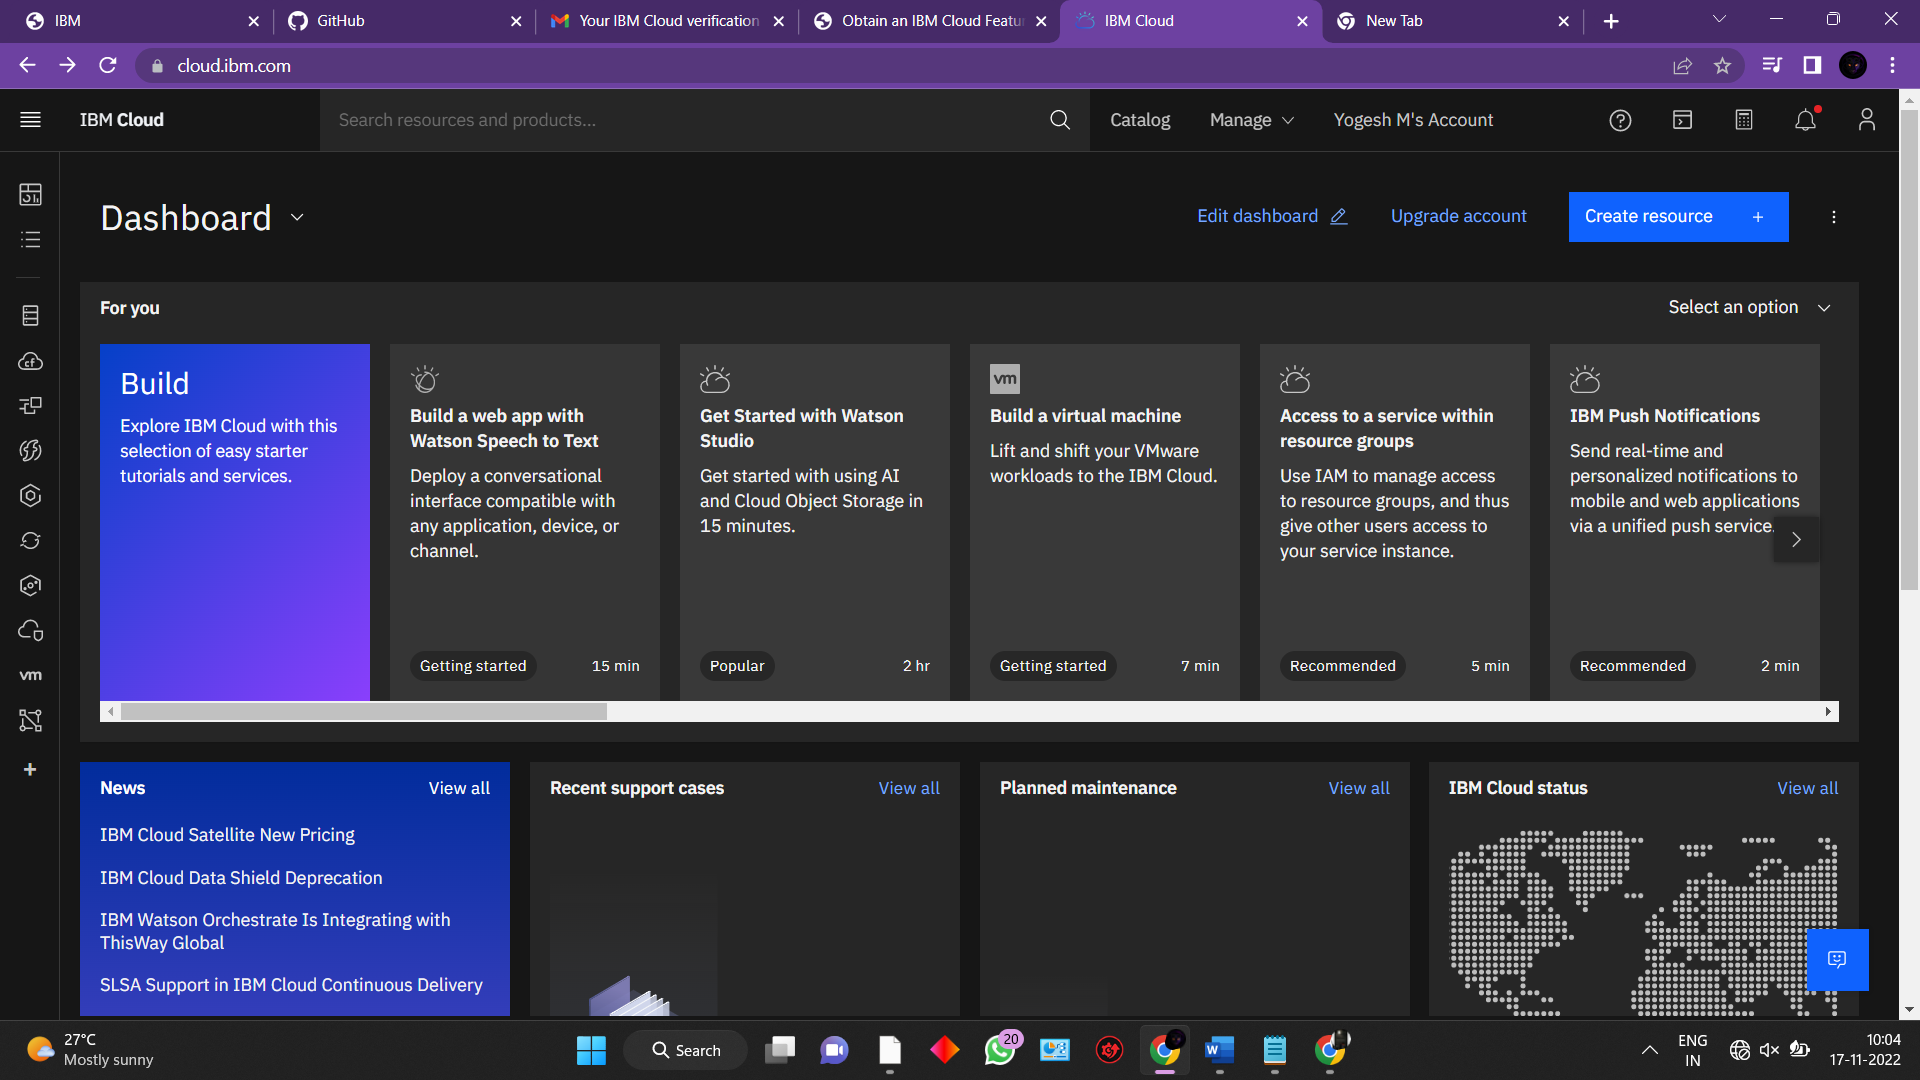 IBM
GitHub
Your IBM Cloud verification
Obtain an IBM Cloud Featu
IBM Cloud
New Tab
cloud.ibm.com
IBM Cloud
Search resources and products...
Catalog
Manage
Yogesh M's Account
Dashboard
Edit dashboard
Upgrade account
Create resource +
For you
Select an option
Build
Explore IBM Cloud with this
selection of easy starter
tutorials and services.
Build a web app with
Watson Speech to Text
Deploy a conversational
interface compatible with
any application, device, or
channel.
Getting started 15 min
Get Started with Watson
Studio
Get started with using AI
and Cloud Object Storage in
15 minutes.
Popular 2 hr
vm
Build a virtual machine
Lift and shift your VMware
workloads to the IBM Cloud.
Getting started 7 min
Access to a service within
resource groups
Use IAM to manage access
to resource groups, and thus
give other users access to
your service instance.
Recommended 5 min
IBM Push Notifications
Send real-time and
personalized notifications to
mobile and web applications
via a unified push service.
Recommended 2 min
cf
vm
News View all
IBM Cloud Satellite New Pricing
IBM Cloud Data Shield Deprecation
IBM Watson Orchestrate Is Integrating with
ThisWay Global
SLSA Support in IBM Cloud Continuous Delivery
Recent support cases View all
Planned maintenance View all
IBM Cloud status View all
27°C
Mostly sunny
Search
20
W
ENG
IN
10:04
17-11-2022